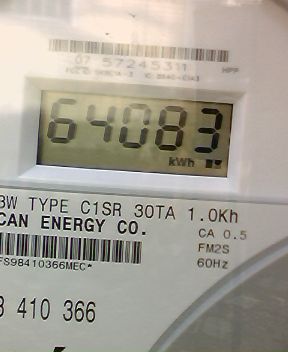 07 57245311
HPP
64083
kWh
3W TYPE C1SR 30TA 1.0Kh
CAN ENERGY CO.
CA 0.5
FM2S
FS98410366MEC*
60Hz
410 366